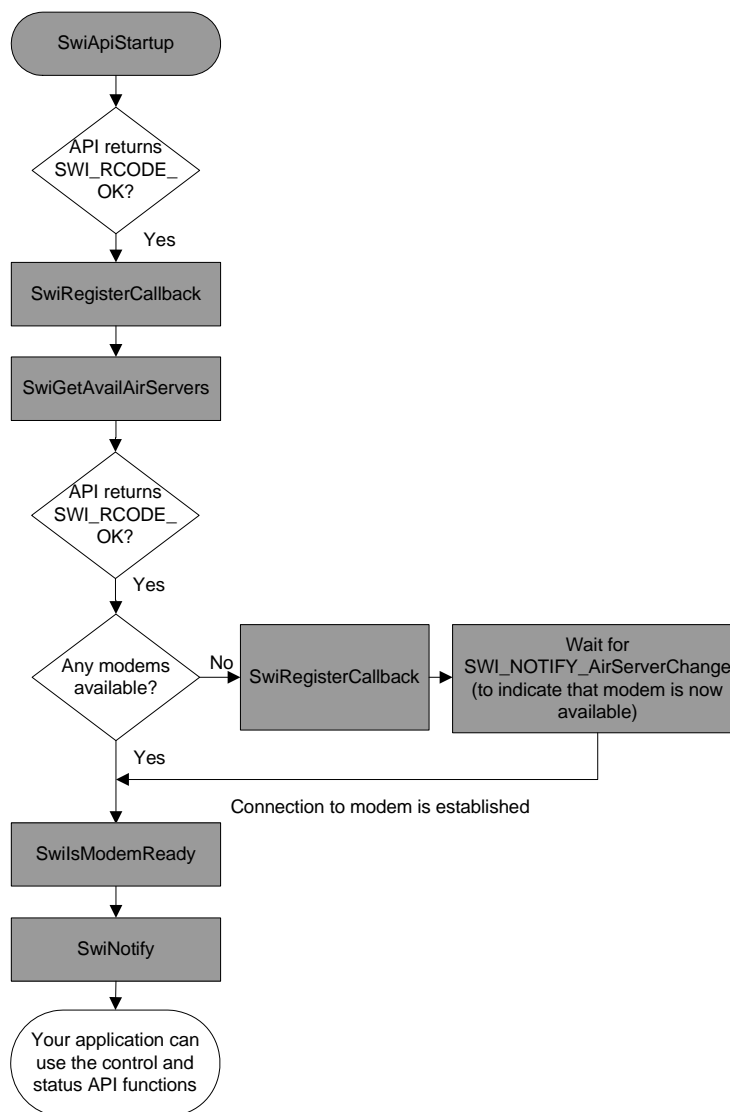 SwiApiStartup
API returns
SWI_RCODE_
OK?
Yes
SwiRegisterCallback
SwiGetAvailAirServers
API returns
SWI_RCODE_
OK?
Yes
Any modems
available?
No
SwiRegisterCallback
Wait for
SWI_NOTIFY_AirServerChange
(to indicate that modem is now
available)
Yes
Connection to modem is established
SwiIsModemReady
SwiNotify
Your application can
use the control and
status API functions